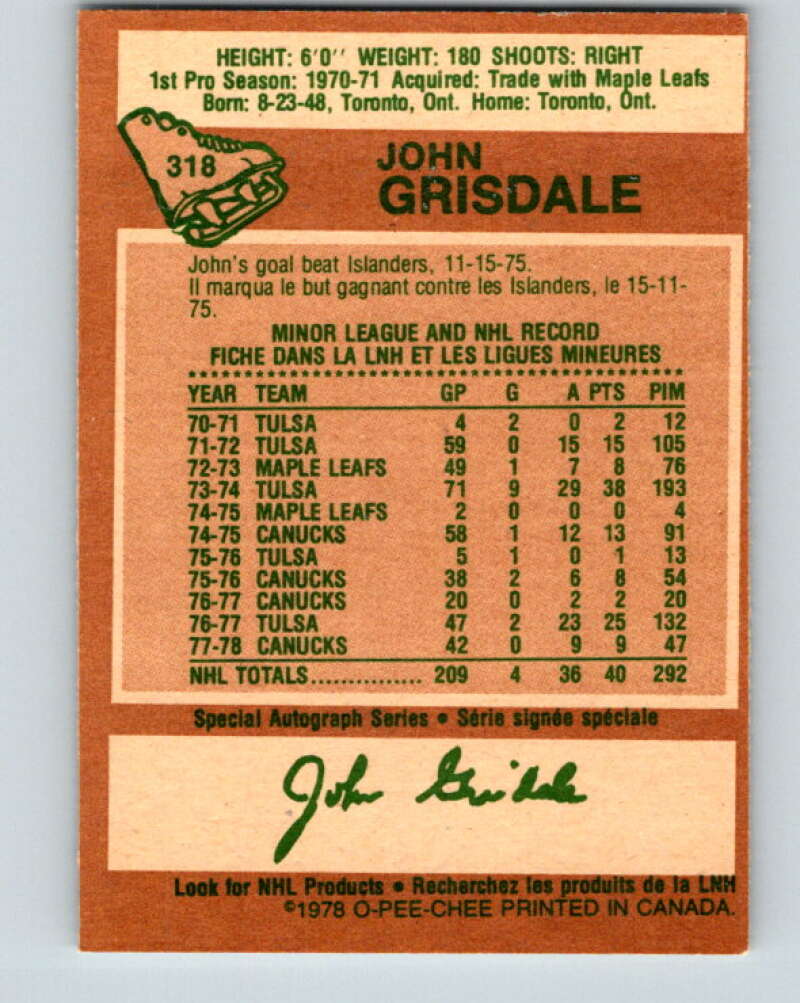 HEIGHT: 6'0'' WEIGHT: 180 SHOOTS: RIGHT
1st Pro Season: 1970-71 Acquired: Trade with Maple Leafs
Born: 8-23-48, Toronto, Ont. Home: Toronto, Ont.
318
JOHN
GRISDALE
John's goal beat Islanders, 11-15-75.
Il marqua le but gagnant contre les Islanders, le 15-11-
75.
MINOR LEAGUE AND NHL RECORD
FICHE DANS LA LNH ET LES LIGUES MINEURES
YEAR TEAM GP G A PTS PIM
70-71 TULSA 4 2 0 2 12
71-72 TULSA 59 0 15 15 105
72-73 MAPLE LEAFS 49 1 7 8 76
73-74 TULSA 71 9 29 38 193
74-75 MAPLE LEAFS 2 0 0 0 4
74-75 CANUCKS 58 1 12 13 91
75-76 TULSA 5 1 0 1 13
75-76 CANUCKS 38 2 6 8 54
76-77 CANUCKS 20 0 2 2 20
76-77 TULSA 47 2 23 25 132
77-78 CANUCKS 42 0 9 9 47
NHL TOTALS............... 209 4 36 40 292
Special Autograph Series • Série signée spéciale
John Grisdale
Look for NHL Products • Recherchez les produits de la LNH
©1978 O-PEE-CHEE PRINTED IN CANADA.